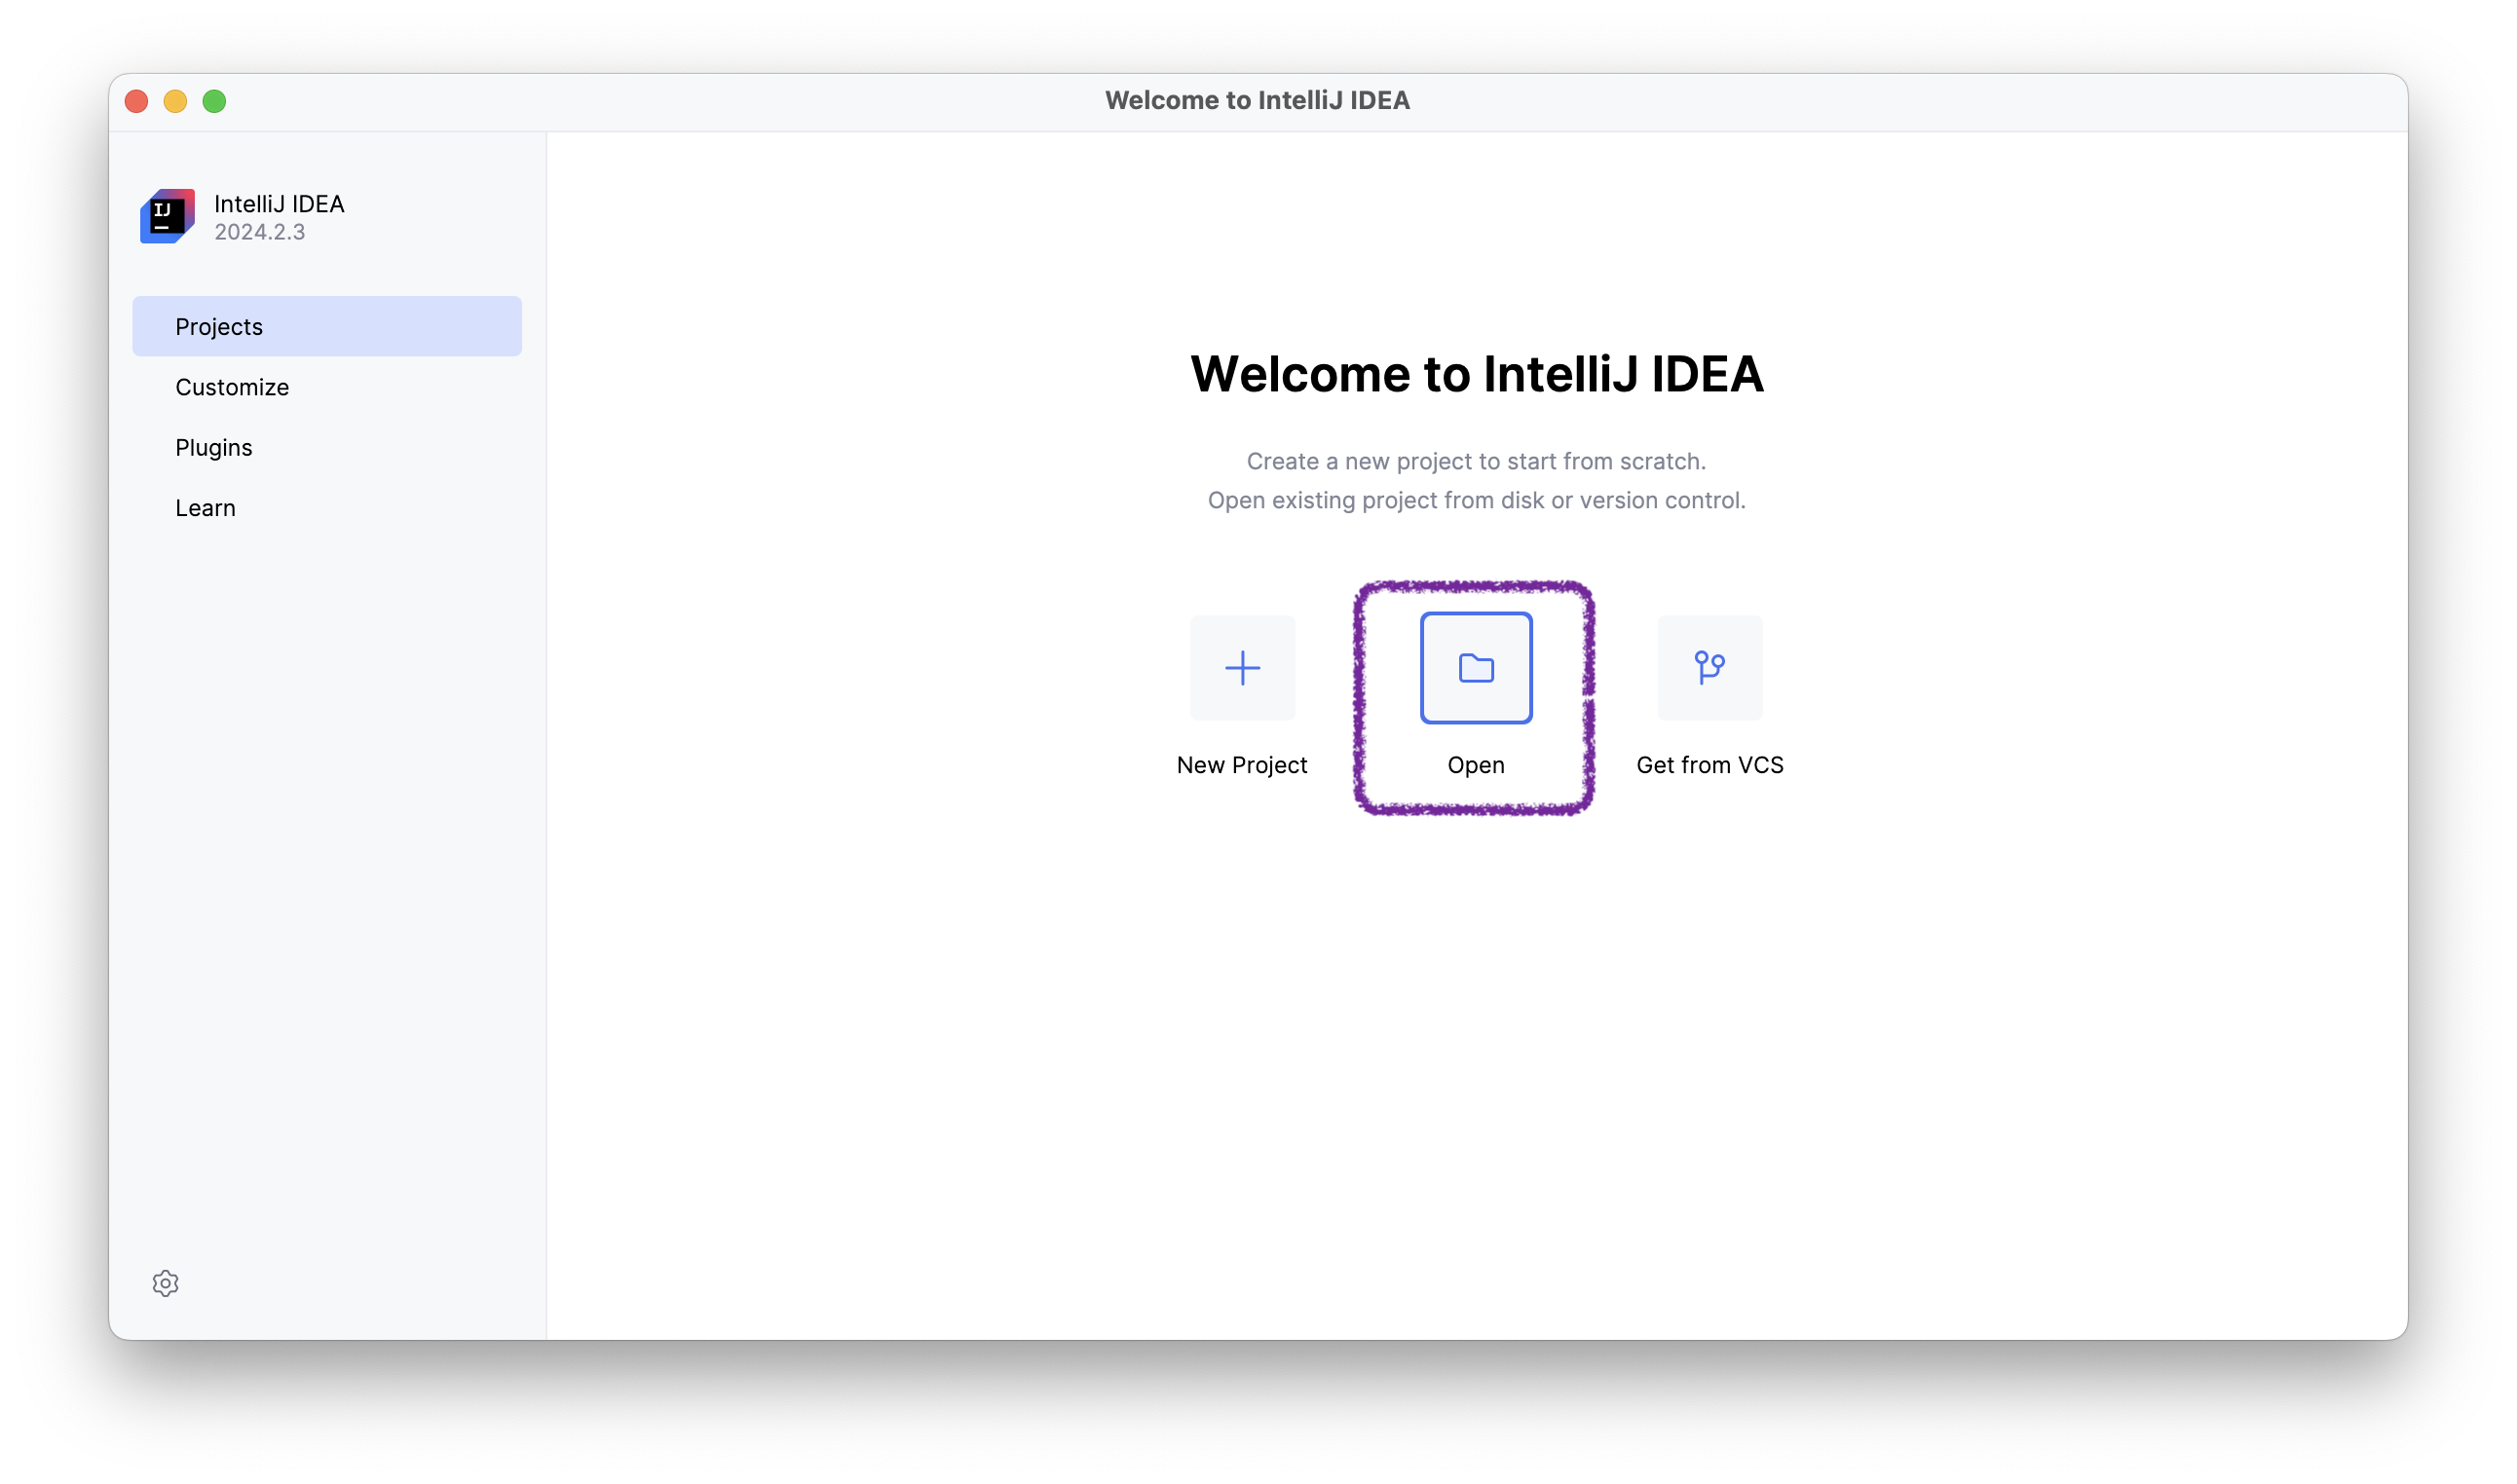 Welcome to IntelliJ IDEA
IJ
IntelliJ IDEA
2024.2.3
Projects
Customize
Plugins
Learn
Welcome to IntelliJ IDEA
Create a new project to start from scratch.
Open existing project from disk or version control.
New Project
Open
Get from VCS